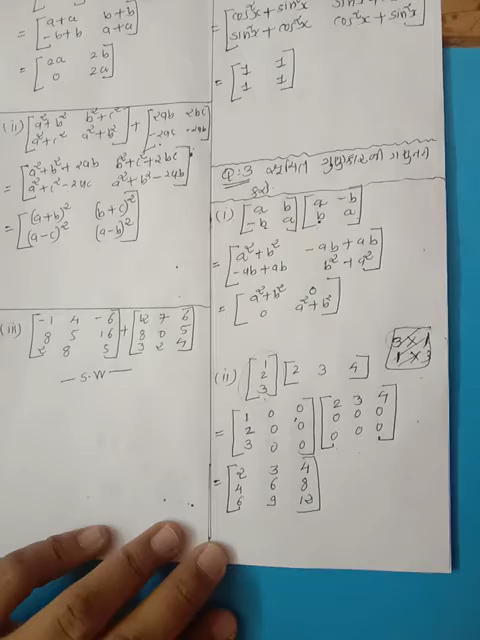 = [a+a b+b
-b+b a+a]
= [2a 2b
0 2a]
(ii) [a²+b² b²+c²
a²+c² a²+b²] + [2ab 2bc
-2ac -2ab]
= [a²+b²+2ab b²+c²+2bc
a²+c²-2ac a²+b²-2ab]
= [(a+b)² (b+c)²
(a-c)² (a-b)²]
(iii) [-1 4 -6
8 5 16
2 8 5] + [12 7 6
8 0 5
3 2 4]
— S.W —
= [cos²x + sin²x
sin²x + cos²x cos²x + sin²x]
= [1 1
1 1]
Q:3
(i) [a b
-b a] [a -b
b a]
= [a²+b² -ab+ab
-ab+ab b²+a²]
= [a²+b² 0
0 a²+b²]
(ii) [1
2
3] [2 3 4]
3×1
1×3
= [1 0 0
2 0 0
3 0 0] [2 3 4
0 0 0
0 0 0]
= [2 3 4
4 6 8
6 9 12]